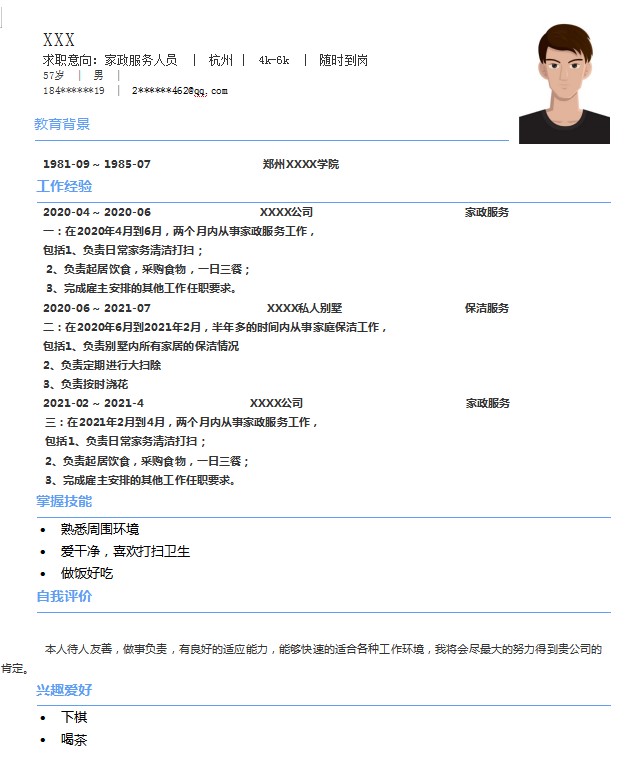 XXX
求职意向：家政服务人员 | 杭州 | 4k-6k | 随时到岗
57岁 | 男 |
184******19 | 2******462@qq.com
教育背景
1981-09 ~ 1985-07 郑州XXXX学院
工作经验
2020-04 ~ 2020-06 XXXX公司 家政服务
一：在2020年4月到6月，两个月内从事家政服务工作，
包括1、负责日常家务清洁打扫；
2、负责起居饮食，采购食物，一日三餐；
3、完成雇主安排的其他工作任职要求。
2020-06 ~ 2021-07 XXXX私人别墅 保洁服务
二：在2020年6月到2021年2月，半年多的时间内从事家庭保洁工作，
包括1、负责别墅内所有家居的保洁情况
2、负责定期进行大扫除
3、负责按时浇花
2021-02 ~ 2021-4 XXXX公司 家政服务
三：在2021年2月到4月，两个月内从事家政服务工作，
包括1、负责日常家务清洁打扫；
2、负责起居饮食，采购食物，一日三餐；
3、完成雇主安排的其他工作任职要求。
掌握技能
• 熟悉周围环境
• 爱干净，喜欢打扫卫生
• 做饭好吃
自我评价
本人待人友善，做事负责，有良好的适应能力，能够快速的适合各种工作环境，我将会尽最大的努力得到贵公司的
肯定。
兴趣爱好
• 下棋
• 喝茶